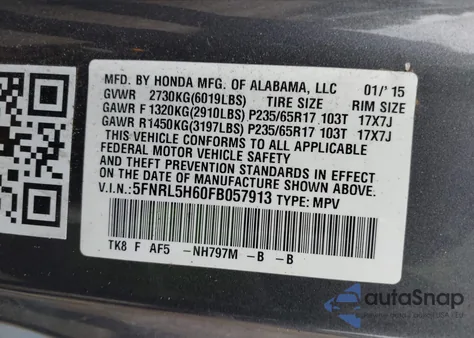 MFD. BY HONDA MFG. OF ALABAMA, LLC 01/'15
GVWR 2730KG(6019LBS) TIRE SIZE RIM SIZE
GAWR F 1320KG(2910LBS) P235/65R17 103T 17X7J
GAWR R1450KG(3197LBS) P235/65R17 103T 17X7J
THIS VEHICLE CONFORMS TO ALL APPLICABLE
FEDERAL MOTOR VEHICLE SAFETY
AND THEFT PREVENTION STANDARDS IN
EFFECT ON THE DATE OF MANUFACTURE
SHOWN ABOVE.
V.I.N: 5FNRL5H60FB057913 TYPE: MPV
TK8 F AF5 -NH797M -B -B
autaSnap